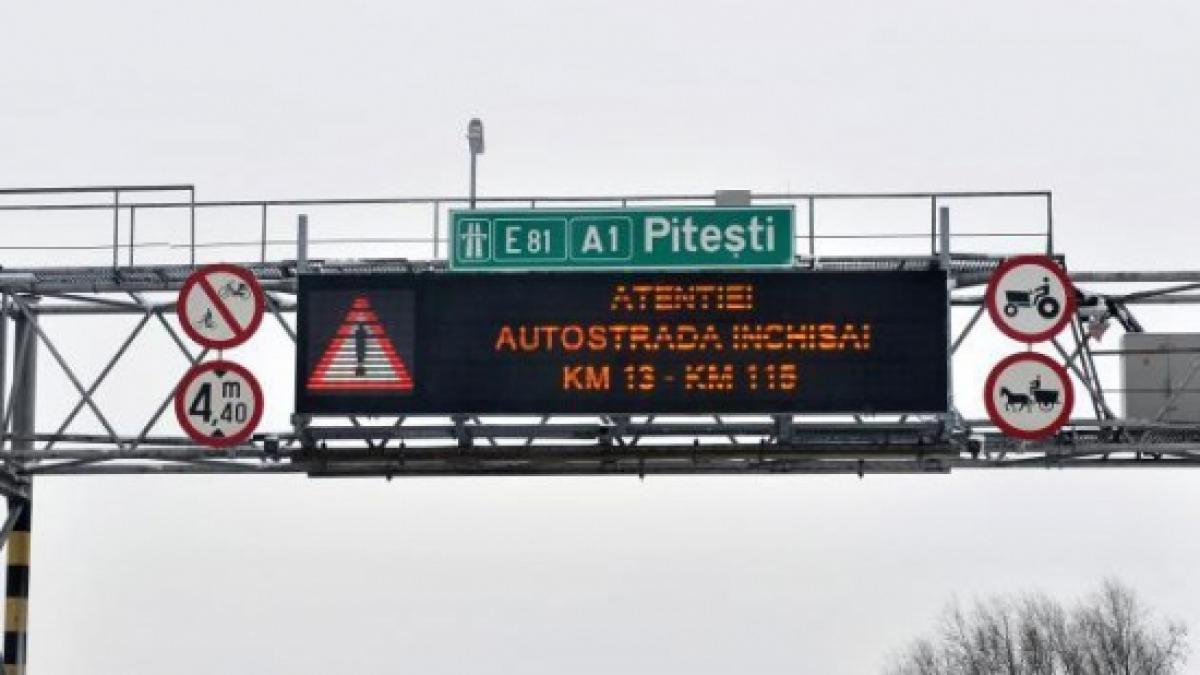 E 81 A1 Pitești
ATENTIE!
AUTOSTRADA INCHISA!
KM 13 - KM 115
4,40 m